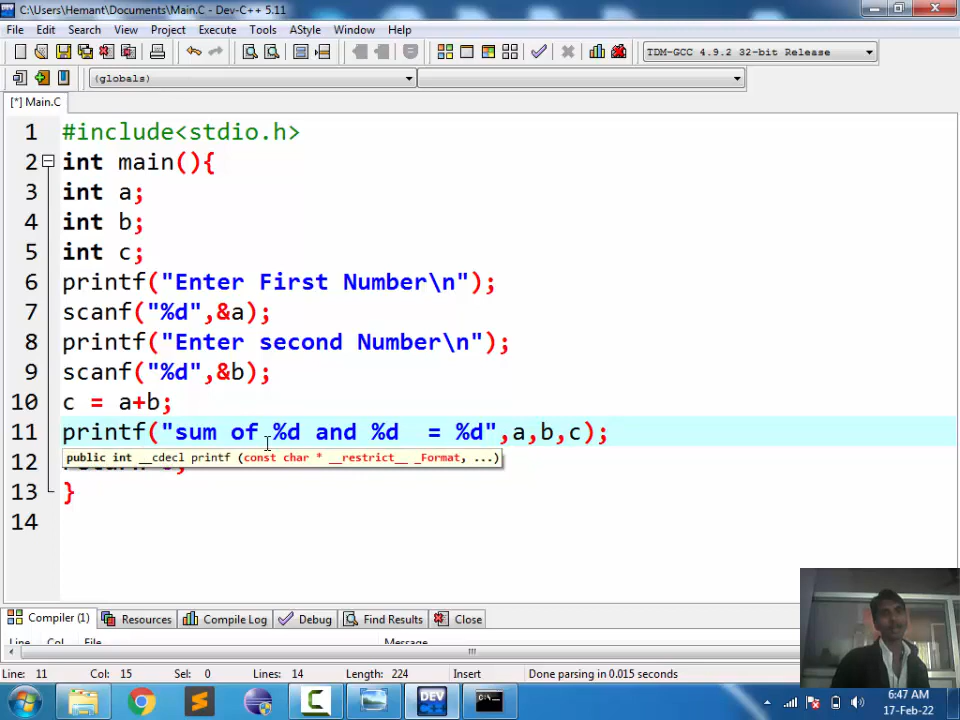 C:\Users\Hemant\Documents\Main.C - Dev-C++ 5.11
File Edit Search View Project Execute Tools AStyle Window Help
TDM-GCC 4.9.2 32-bit Release
(globals)
[*] Main.C
1 #include<stdio.h>
2 int main(){
3 int a;
4 int b;
5 int c;
6 printf("Enter First Number\n");
7 scanf("%d",&a);
8 printf("Enter second Number\n");
9 scanf("%d",&b);
10 c = a+b;
11 printf("sum of %d and %d  = %d",a,b,c);
public int __cdecl printf (const char * __restrict__ _Format, ...)
12
13 }
14
Compiler (1) Resources Compile Log Debug Find Results Close
Line Col File Message
Line: 11 Col: 15 Sel: 0 Lines: 14 Length: 224 Insert Done parsing in 0.015 seconds
DEV
C++
6:47 AM
17-Feb-22